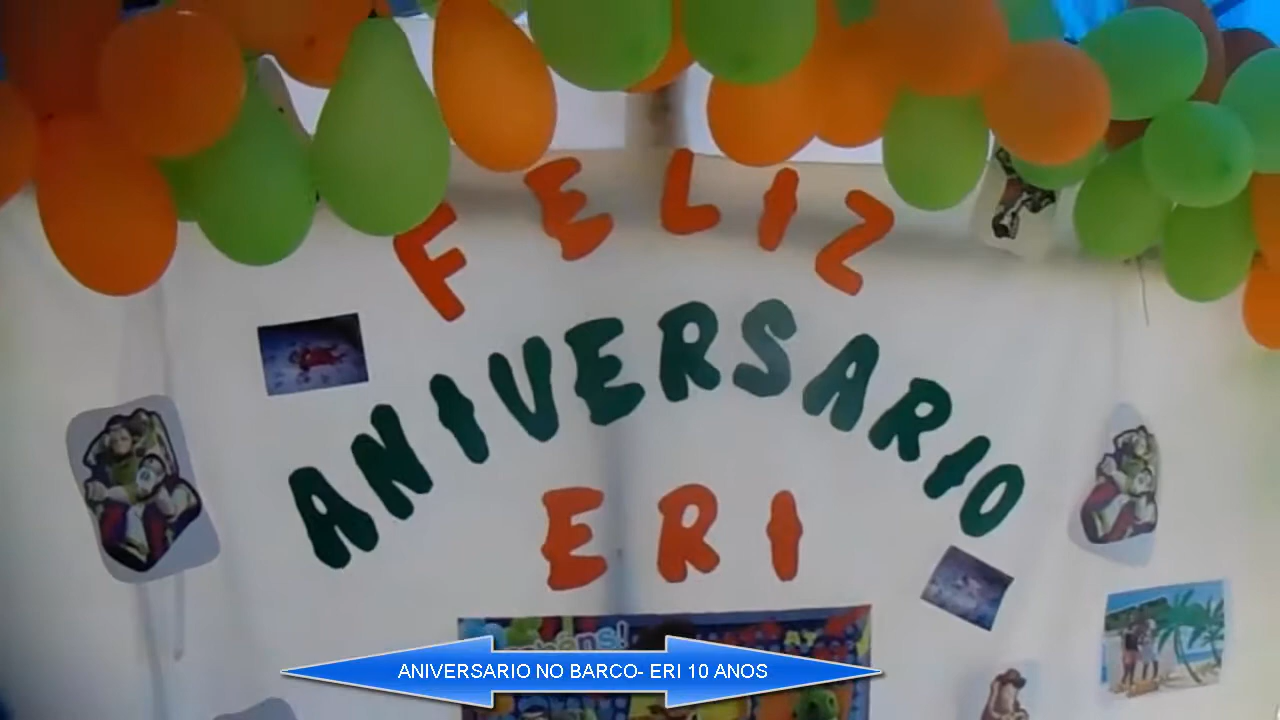 FELIZ
ANIVERSARIO
ERI
ANIVERSARIO NO BARCO- ERI 10 ANOS